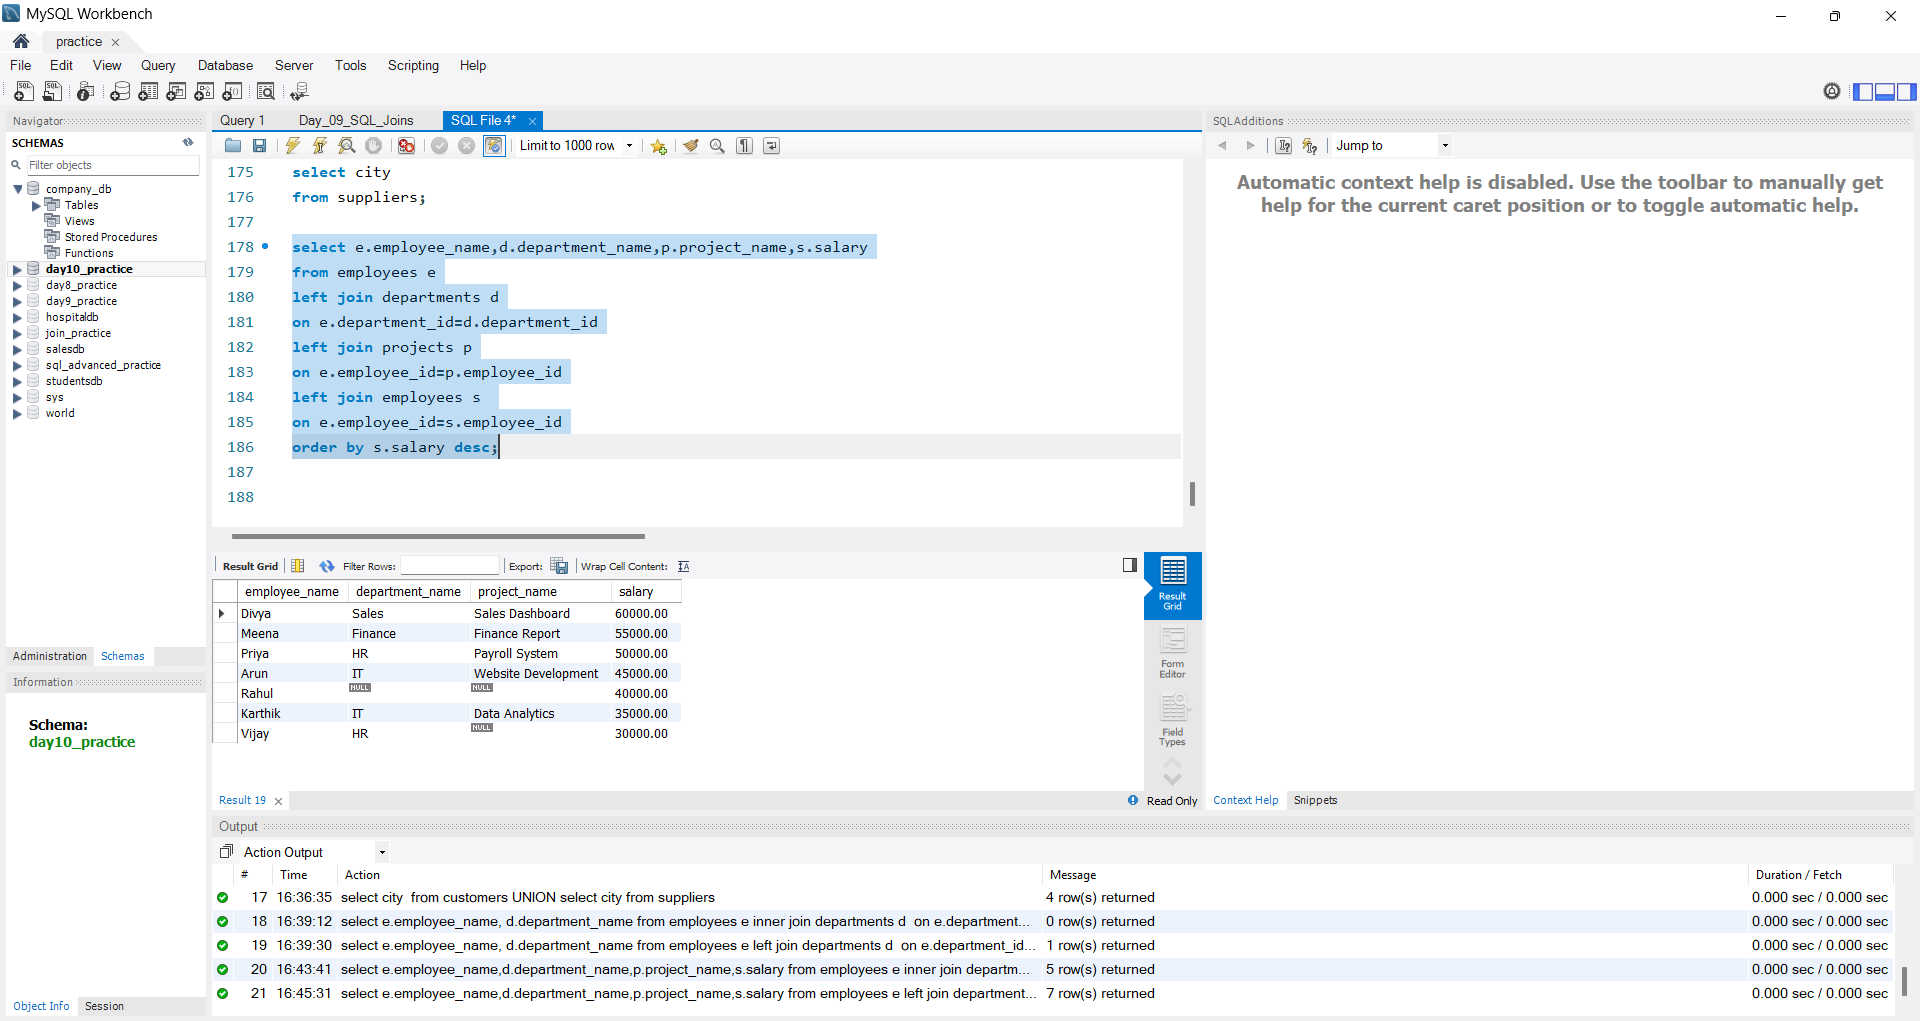 MySQL Workbench
practice
File Edit View Query Database Server Tools Scripting Help
Navigator
SCHEMAS
Filter objects
company_db
Tables
Views
Stored Procedures
Functions
day10_practice
day8_practice
day9_practice
hospitaldb
join_practice
salesdb
sql_advanced_practice
studentsdb
sys
world
Administration Schemas
Information
Schema:
day10_practice
Object Info Session
Query 1 Day_09_SQL_Joins SQL File 4*
Limit to 1000 row
175 select city
176 from suppliers;
177
178 select e.employee_name,d.department_name,p.project_name,s.salary
179 from employees e
180 left join departments d
181 on e.department_id=d.department_id
182 left join projects p
183 on e.employee_id=p.employee_id
184 left join employees s
185 on e.employee_id=s.employee_id
186 order by s.salary desc;
187
188
Result Grid Filter Rows: Export: Wrap Cell Content:
employee_name department_name project_name salary
Divya Sales Sales Dashboard 60000.00
Meena Finance Finance Report 55000.00
Priya HR Payroll System 50000.00
Arun IT Website Development 45000.00
Rahul NULL NULL 40000.00
Karthik IT Data Analytics 35000.00
Vijay HR NULL 30000.00
Result Grid
Form Editor
Field Types
Result 19
Read Only
SQLAdditions
Jump to
Automatic context help is disabled. Use the toolbar to manually get
help for the current caret position or to toggle automatic help.
Context Help Snippets
Output
Action Output
# Time Action Message Duration / Fetch
17 16:36:35 select city from customers UNION select city from suppliers 4 row(s) returned 0.000 sec / 0.000 sec
18 16:39:12 select e.employee_name, d.department_name from employees e inner join departments d on e.department... 0 row(s) returned 0.000 sec / 0.000 sec
19 16:39:30 select e.employee_name, d.department_name from employees e left join departments d on e.department_id... 1 row(s) returned 0.000 sec / 0.000 sec
20 16:43:41 select e.employee_name,d.department_name,p.project_name,s.salary from employees e inner join departm... 5 row(s) returned 0.000 sec / 0.000 sec
21 16:45:31 select e.employee_name,d.department_name,p.project_name,s.salary from employees e left join department... 7 row(s) returned 0.000 sec / 0.000 sec